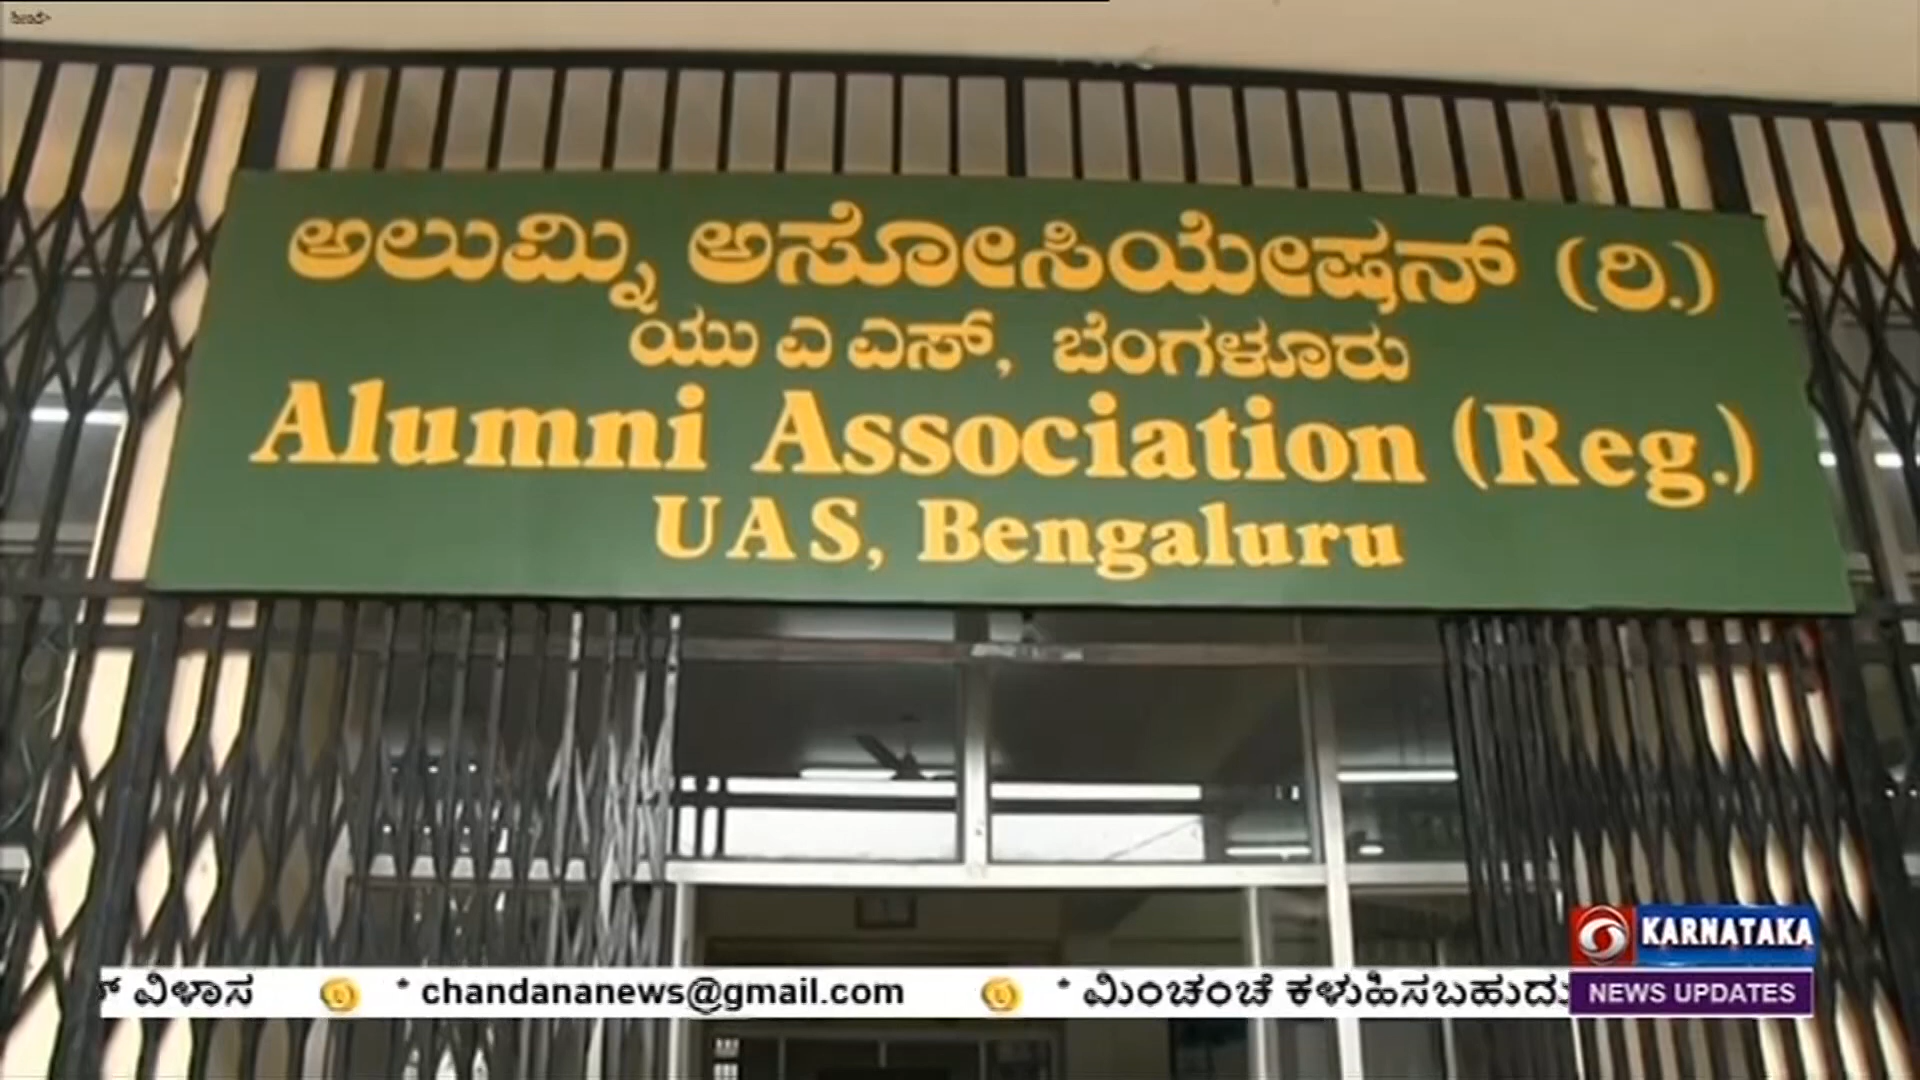 ಅಲುಮ್ನಿ ಅಸೋಸಿಯೇಷನ್ (ರಿ.)
ಯು ಎ ಎಸ್, ಬೆಂಗಳೂರು
Alumni Association (Reg.)
UAS, Bengaluru
KARNATAKA
ವಿಳಾಸ * chandananews@gmail.com * ಮಿಂಚಂಚೆ ಕಳುಹಿಸಬಹುದು
NEWS UPDATES